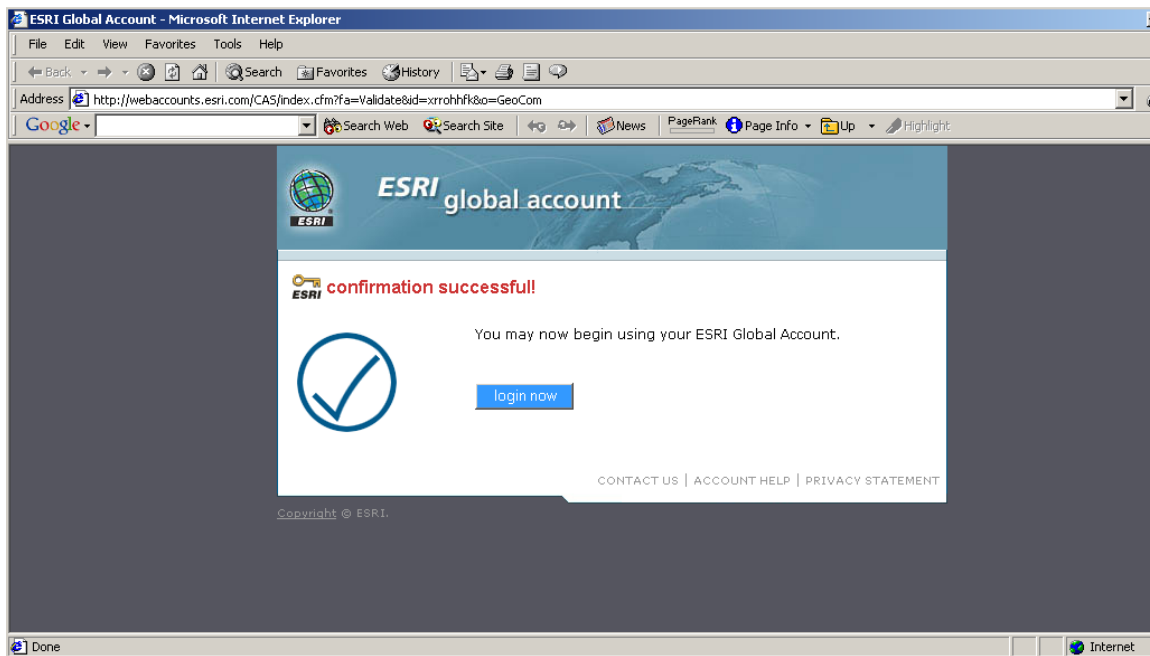 ESRI Global Account - Microsoft Internet Explorer
File Edit View Favorites Tools Help
Back Search Favorites History
Address http://webaccounts.esri.com/CAS/index.cfm?fa=Validate&id=xrrohhfk&o=GeoCom
Google Search Web Search Site News PageRank Page Info Up Highlight
ESRI ESRI global account
ESRI confirmation successful!
You may now begin using your ESRI Global Account.
login now
CONTACT US | ACCOUNT HELP | PRIVACY STATEMENT
Copyright © ESRI.
Done Internet